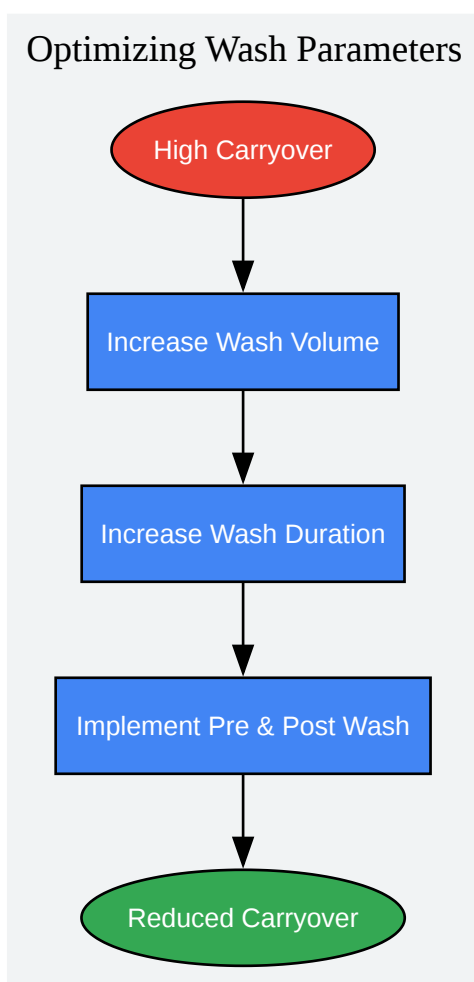 Optimizing Wash Parameters
High Carryover
Increase Wash Volume
Increase Wash Duration
Implement Pre & Post Wash
Reduced Carryover